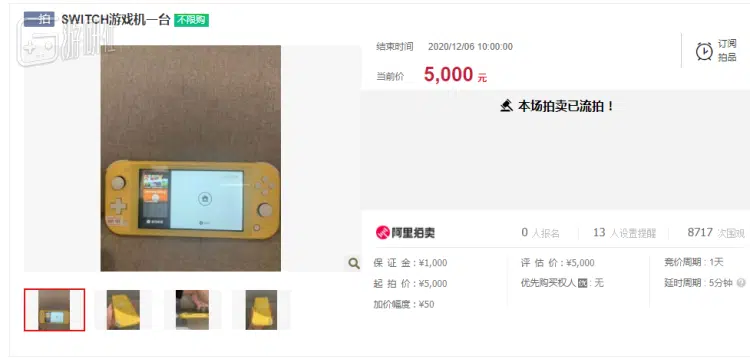 一拍 SWITCH游戏机一台 不限购
游研社
结束时间 2020/12/06 10:00:00
订阅
拍品
当前价 5,000 元
本场拍卖已流拍！
阿里拍卖
0 人报名 13 人设置提醒 8717 次围观
保 证 金 : ¥1,000 评 估 价 : ¥5,000 竞价周期 : 1天
起 拍 价 : ¥5,000 优先购买权人 优 : 无 延时周期 : 5分钟
加价幅度 : ¥50